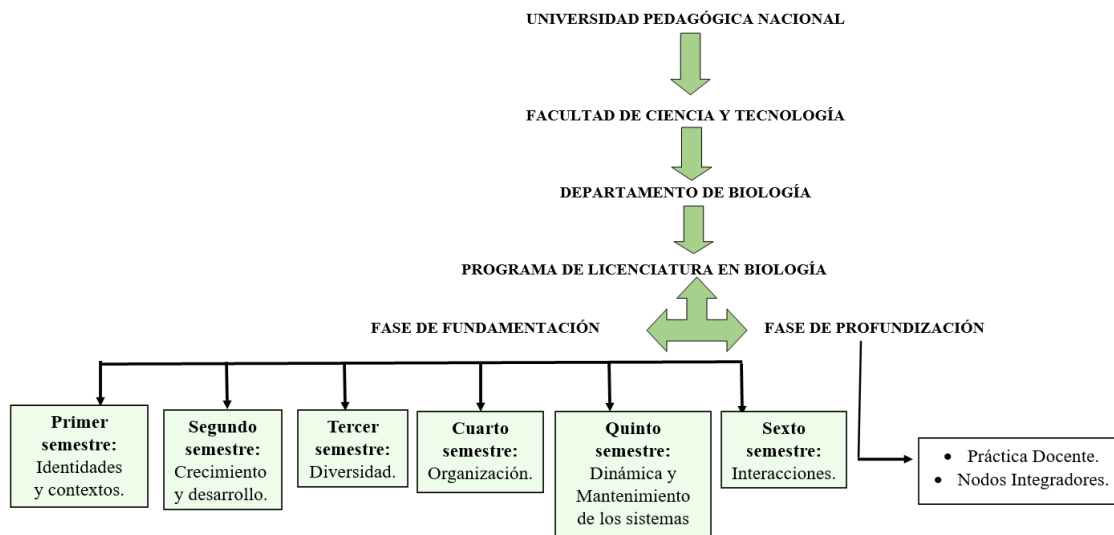 UNIVERSIDAD PEDAGÓGICA NACIONAL
FACULTAD DE CIENCIA Y TECNOLOGÍA
DEPARTAMENTO DE BIOLOGÍA
PROGRAMA DE LICENCIATURA EN BIOLOGÍA
FASE DE FUNDAMENTACIÓN
FASE DE PROFUNDIZACIÓN
Primer
semestre:
Identidades
y contextos.
Segundo
semestre:
Crecimiento
y desarrollo.
Tercer
semestre:
Diversidad.
Cuarto
semestre:
Organización.
Quinto
semestre:
Dinámica y
Mantenimiento
de los sistemas
Sexto
semestre:
Interacciones.
• Práctica Docente.
• Nodos Integradores.